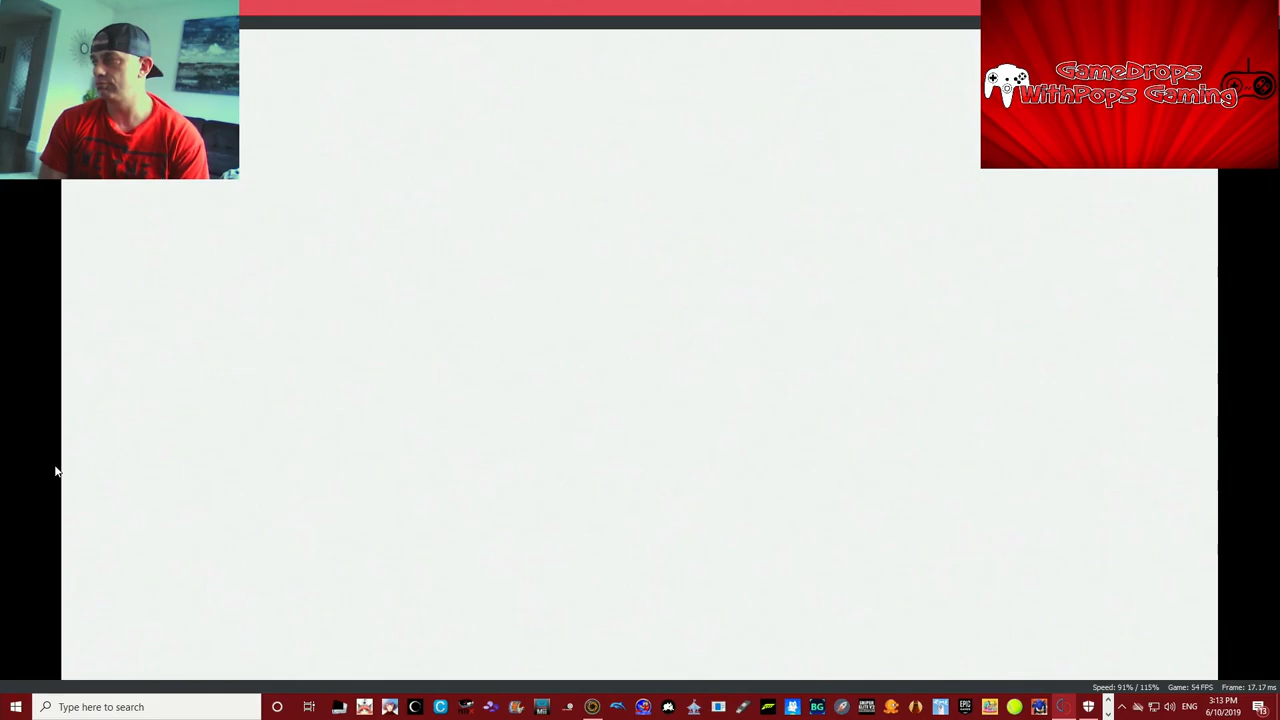 GameDrops
WithPops Gaming
Speed: 91% / 115% Game: 54 FPS Frame: 17.17 ms
Type here to search
ENG
3:13 PM
6/10/2019